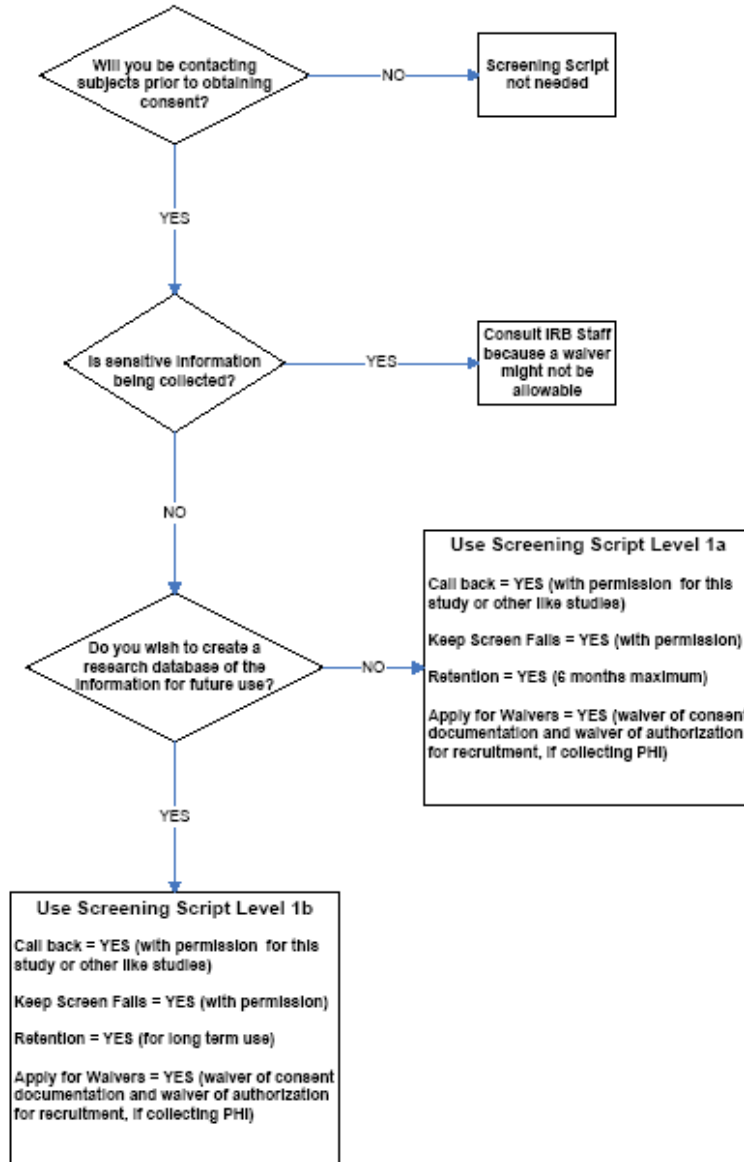 Will you be contacting
subjects prior to obtaining
consent?
NO
Screening Script
not needed
YES
Is sensitive information
being collected?
YES
Consult IRB Staff
because a waiver
might not be
allowable
NO
Do you wish to create a
research database of the
information for future use?
NO
Use Screening Script Level 1a
Call back = YES (with permission for this
study or other like studies)
Keep Screen Fails = YES (with permission)
Retention = YES (6 months maximum)
Apply for Waivers = YES (waiver of consent
documentation and waiver of authorization
for recruitment, if collecting PHI)
YES
Use Screening Script Level 1b
Call back = YES (with permission for this
study or other like studies)
Keep Screen Fails = YES (with permission)
Retention = YES (for long term use)
Apply for Waivers = YES (waiver of consent
documentation and waiver of authorization
for recruitment, if collecting PHI)